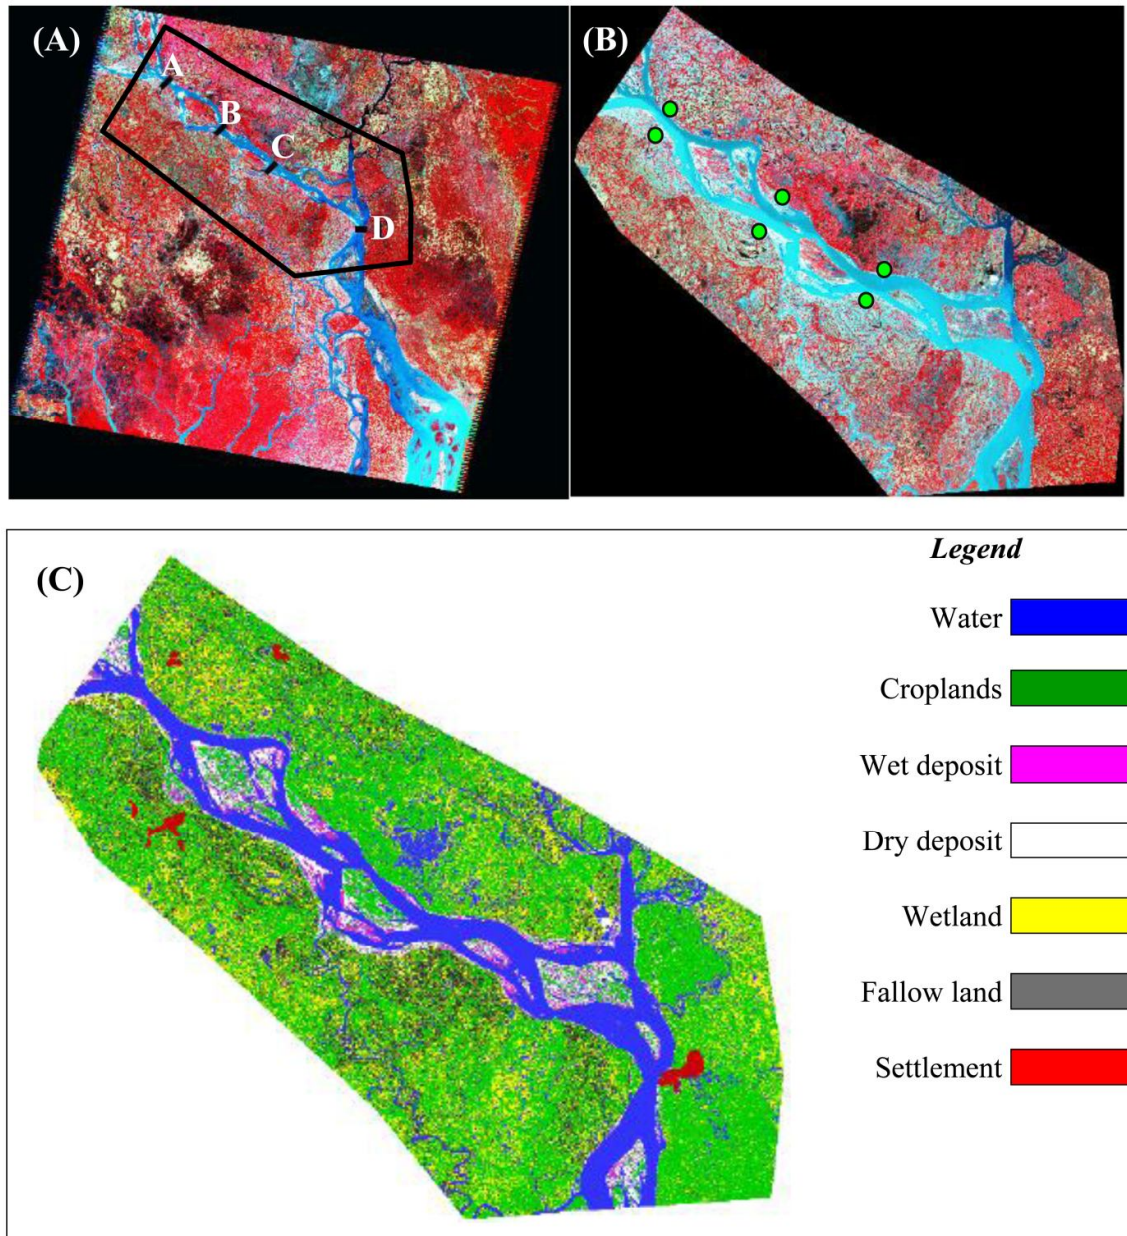 (A)
A
B
C
D
(B)
(C)
Legend
Water
Croplands
Wet deposit
Dry deposit
Wetland
Fallow land
Settlement